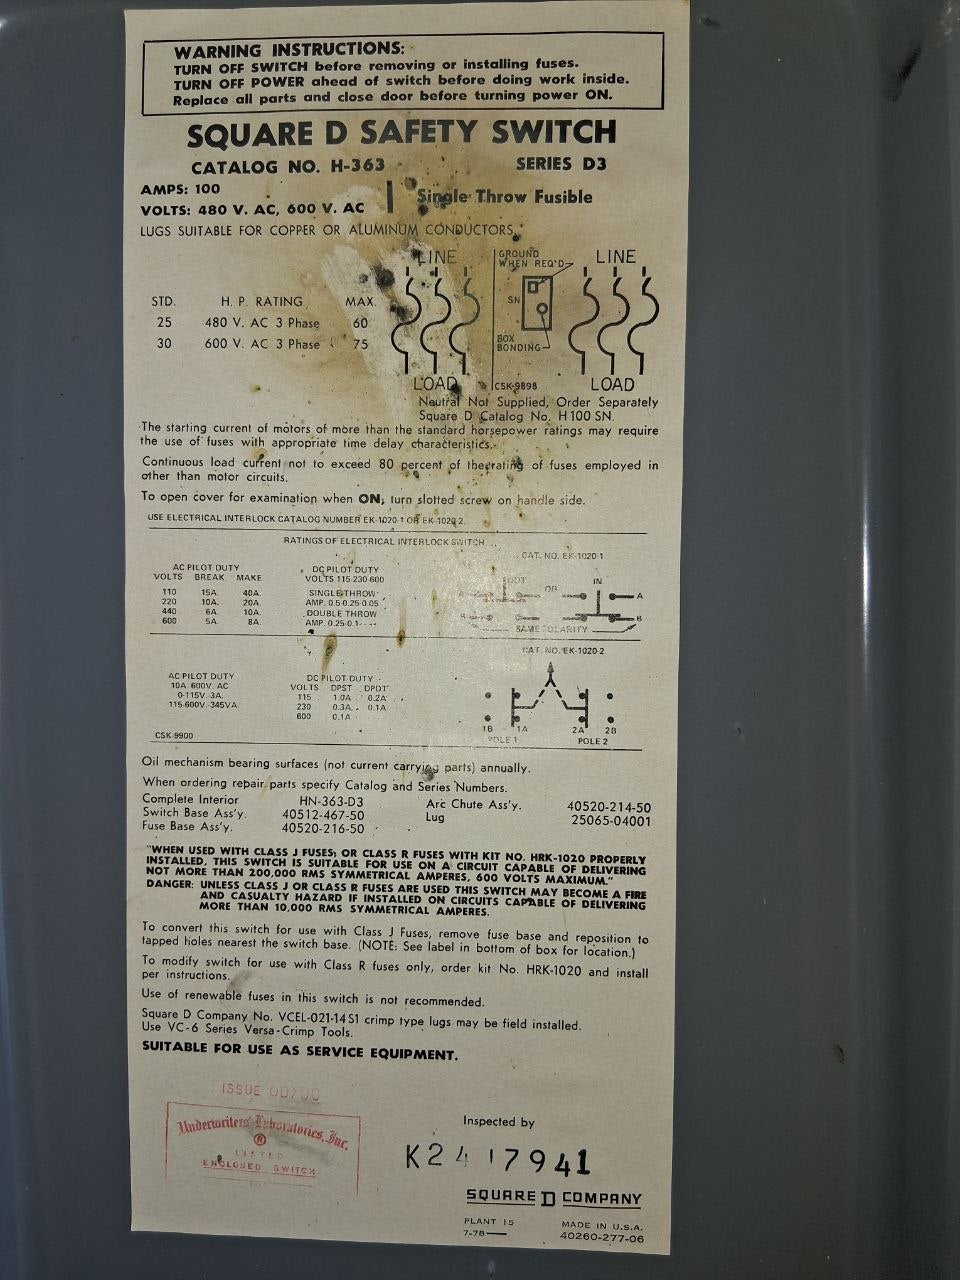 WARNING INSTRUCTIONS:
TURN OFF SWITCH before removing or installing fuses.
TURN OFF POWER ahead of switch before doing work inside.
Replace all parts and close door before turning power ON.
SQUARE D SAFETY SWITCH
CATALOG NO. H-363 SERIES D3
AMPS: 100
VOLTS: 480 V. AC, 600 V. AC
Single Throw Fusible
LUGS SUITABLE FOR COPPER OR ALUMINUM CONDUCTORS.
STD. H. P. RATING MAX.
25 480 V. AC 3 Phase 60
30 600 V. AC 3 Phase 75
LINE
LOAD
GROUND
WHEN REQ'D
SN
BOX
BONDING
CSK-9898
LINE
LOAD
Neutral Not Supplied, Order Separately
Square D Catalog No. H100 SN.
The starting current of motors of more than the standard horsepower ratings may require
the use of fuses with appropriate time delay characteristics.
Continuous load current not to exceed 80 percent of the rating of fuses employed in
other than motor circuits.
To open cover for examination when ON, turn slotted screw on handle side.
USE ELECTRICAL INTERLOCK CATALOG NUMBER EK-1020-1 OR EK-1020-2.
RATINGS OF ELECTRICAL INTERLOCK SWITCH
AC PILOT DUTY
VOLTS BREAK MAKE
110 15A. 40A.
220 10A. 20A.
440 6A. 10A.
600 5A. 8A.
DC PILOT DUTY
VOLTS 115-230-600
SINGLE THROW
AMP. 0.5-0.25-0.05
DOUBLE THROW
AMP. 0.25-0.1----
CAT. NO. EK-1020-1
OUT OR IN
A A
B B
SAME POLARITY
CAT. NO. EK-1020-2
AC PILOT DUTY
10A. 600V. AC
0-115V. 3A.
115-600V.-345VA.
DC PILOT DUTY
VOLTS DPST DPDT
115 1.0A 0.2A
230 0.3A 0.1A
600 0.1A
1B 1A 2A 2B
POLE 1 POLE 2
CSK-9900
Oil mechanism bearing surfaces (not current carrying parts) annually.
When ordering repair parts specify Catalog and Series Numbers.
Complete Interior HN-363-D3
Switch Base Ass'y. 40512-467-50
Fuse Base Ass'y. 40520-216-50
Arc Chute Ass'y. 40520-214-50
Lug 25065-04001
"WHEN USED WITH CLASS J FUSES, OR CLASS R FUSES WITH KIT NO. HRK-1020 PROPERLY
INSTALLED, THIS SWITCH IS SUITABLE FOR USE ON A CIRCUIT CAPABLE OF DELIVERING
NOT MORE THAN 200,000 RMS SYMMETRICAL AMPERES, 600 VOLTS MAXIMUM."
DANGER: UNLESS CLASS J OR CLASS R FUSES ARE USED THIS SWITCH MAY BECOME A FIRE
AND CASUALTY HAZARD IF INSTALLED ON CIRCUITS CAPABLE OF DELIVERING
MORE THAN 10,000 RMS SYMMETRICAL AMPERES.
To convert this switch for use with Class J Fuses, remove fuse base and reposition to
tapped holes nearest the switch base. (NOTE: See label in bottom of box for location.)
To modify switch for use with Class R fuses only, order kit No. HRK-1020 and install
per instructions.
Use of renewable fuses in this switch is not recommended.
Square D Company No. VCEL-021-14S1 crimp type lugs may be field installed.
Use VC-6 Series Versa-Crimp Tools.
SUITABLE FOR USE AS SERVICE EQUIPMENT.
ISSUE
Underwriters' Laboratories, Inc.
®
LISTED
ENCLOSED SWITCH
Inspected by
SQUARE D COMPANY
PLANT 15 MADE IN U.S.A.
7-78 40260-277-06